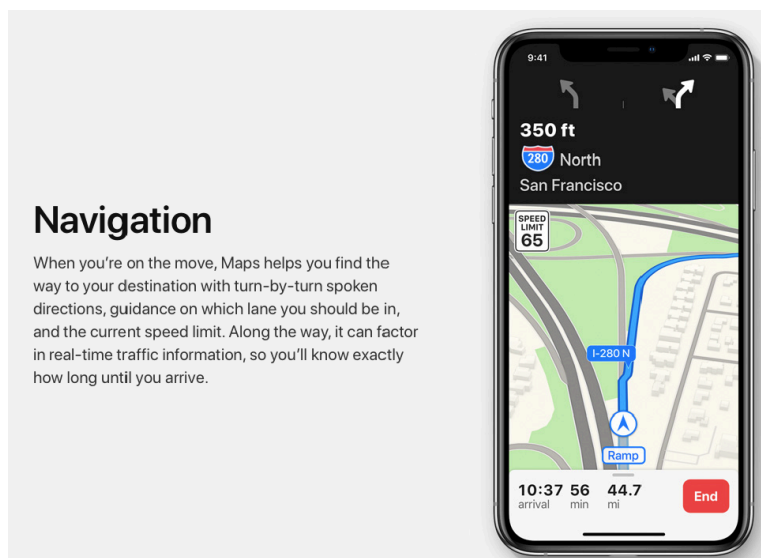 Navigation
When you’re on the move, Maps helps you find the
way to your destination with turn-by-turn spoken
directions, guidance on which lane you should be in,
and the current speed limit. Along the way, it can factor
in real-time traffic information, so you’ll know exactly
how long until you arrive.
9:41
350 ft
280 North
San Francisco
SPEED
LIMIT
65
I-280 N
Ramp
10:37 56 44.7
arrival min mi
End